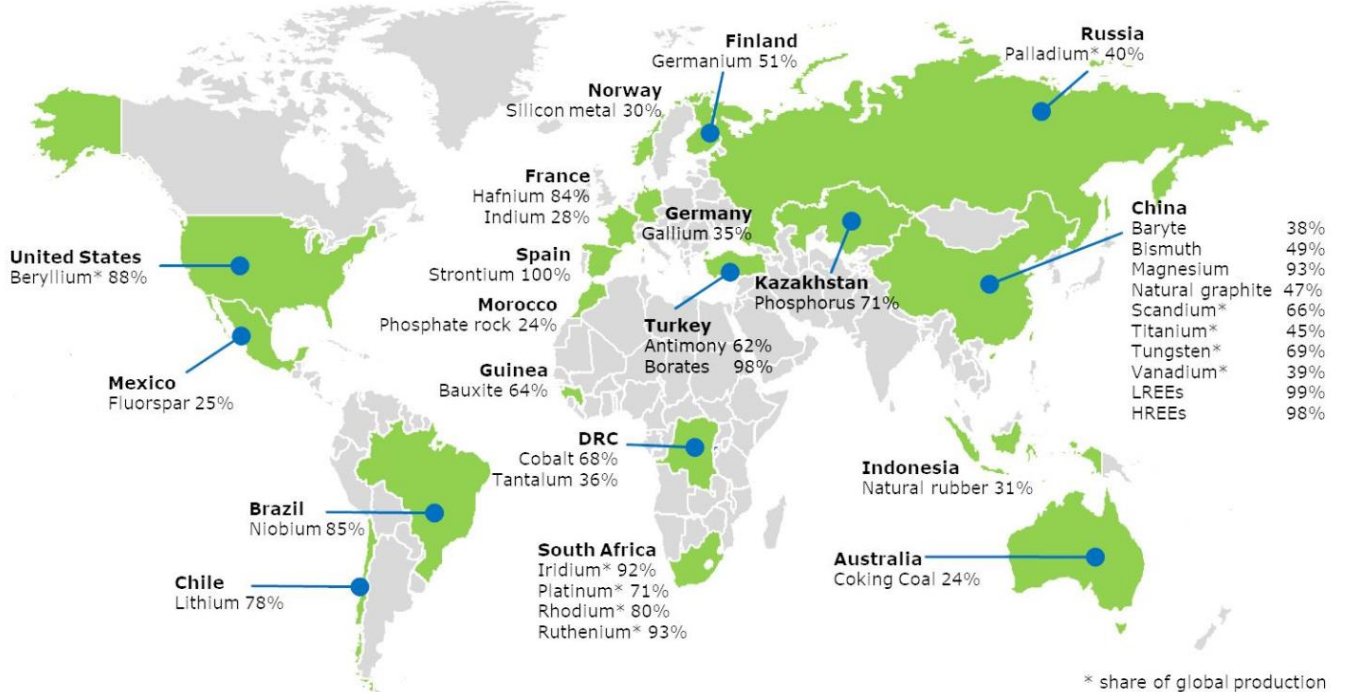 Finland
Germanium 51%
Russia
Palladium* 40%
Norway
Silicon metal 30%
France
Hafnium 84%
Indium 28%
Germany
Gallium 35%
China
Baryte 38%
Bismuth 49%
Magnesium 93%
Natural graphite 47%
Scandium* 66%
Titanium* 45%
Tungsten* 69%
Vanadium* 39%
LREEs 99%
HREEs 98%
United States
Beryllium* 88%
Spain
Strontium 100%
Kazakhstan
Phosphorus 71%
Morocco
Phosphate rock 24%
Turkey
Antimony 62%
Borates 98%
Mexico
Fluorspar 25%
Guinea
Bauxite 64%
DRC
Cobalt 68%
Tantalum 36%
Indonesia
Natural rubber 31%
Brazil
Niobium 85%
South Africa
Iridium* 92%
Platinum* 71%
Rhodium* 80%
Ruthenium* 93%
Australia
Coking Coal 24%
Chile
Lithium 78%
* share of global production